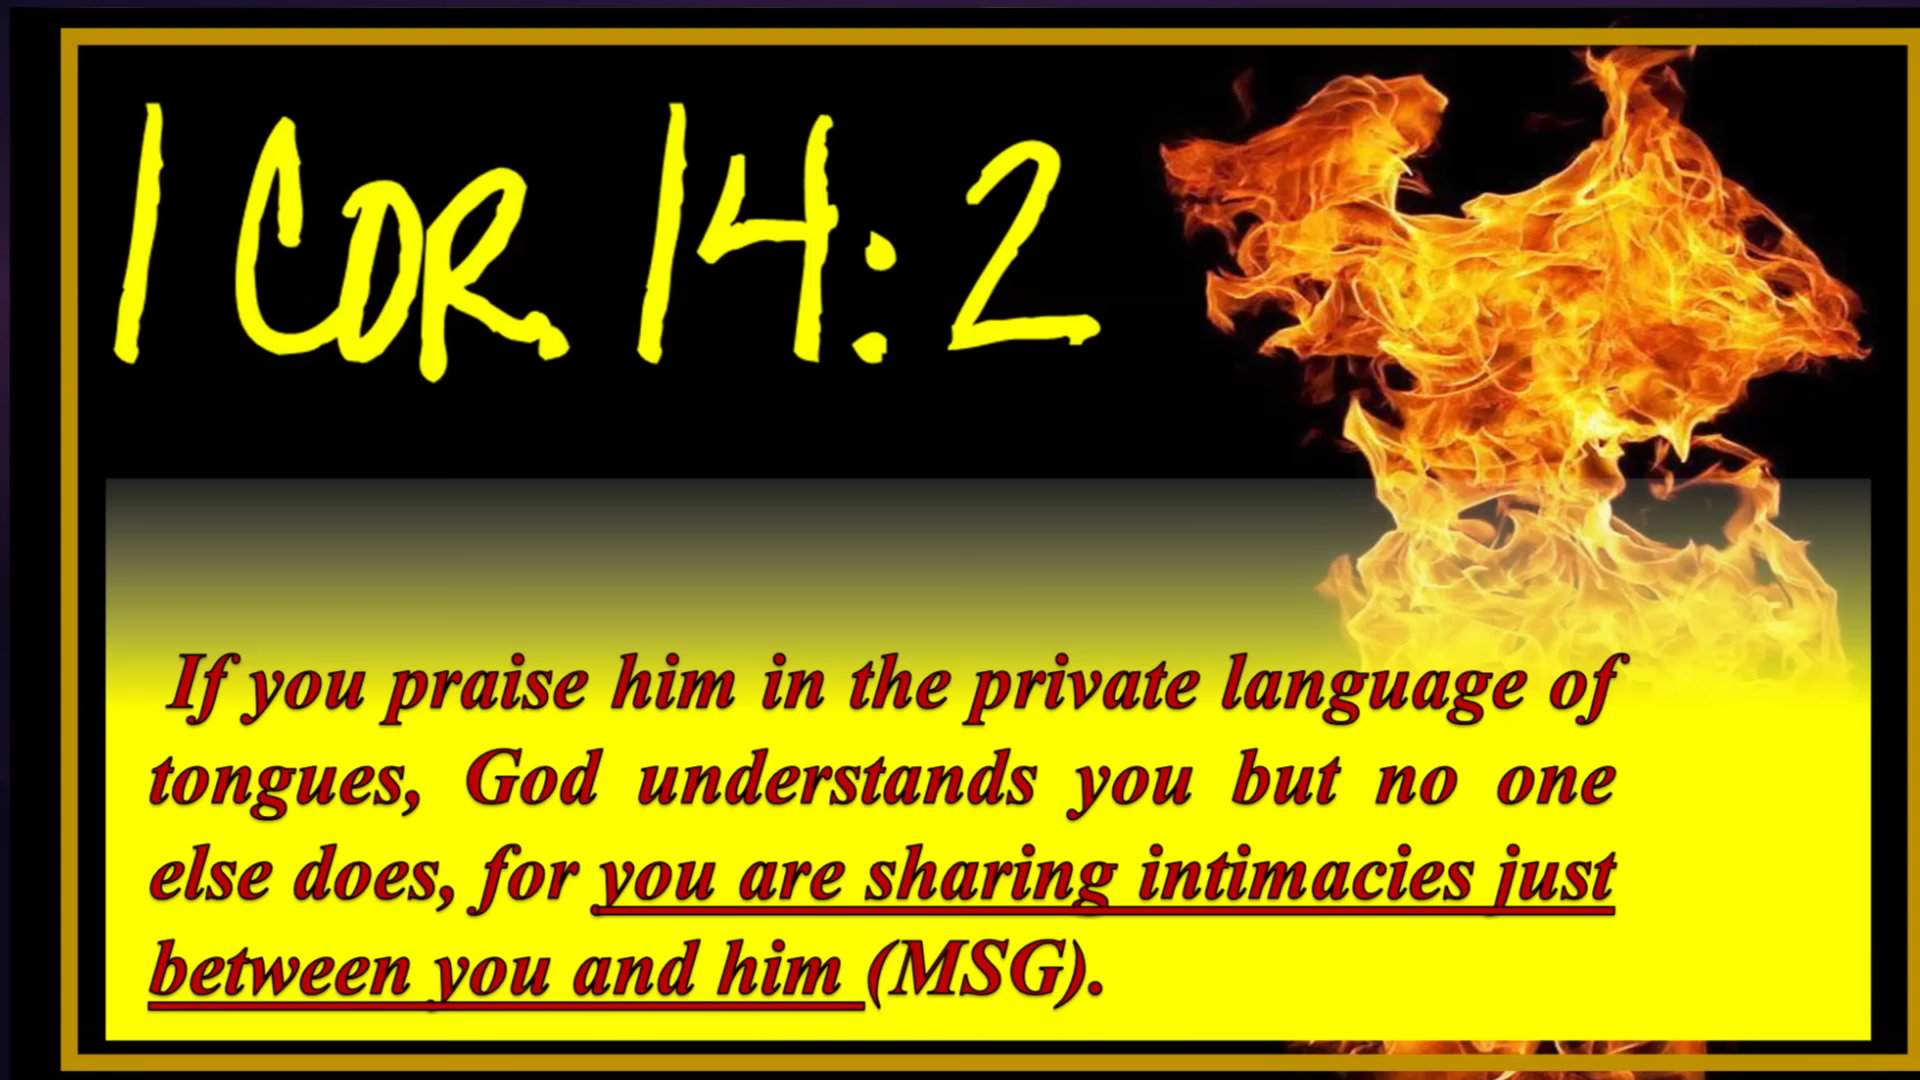 1 COR. 14:2
If you praise him in the private language of
tongues, God understands you but no one
else does, for you are sharing intimacies just
between you and him (MSG).